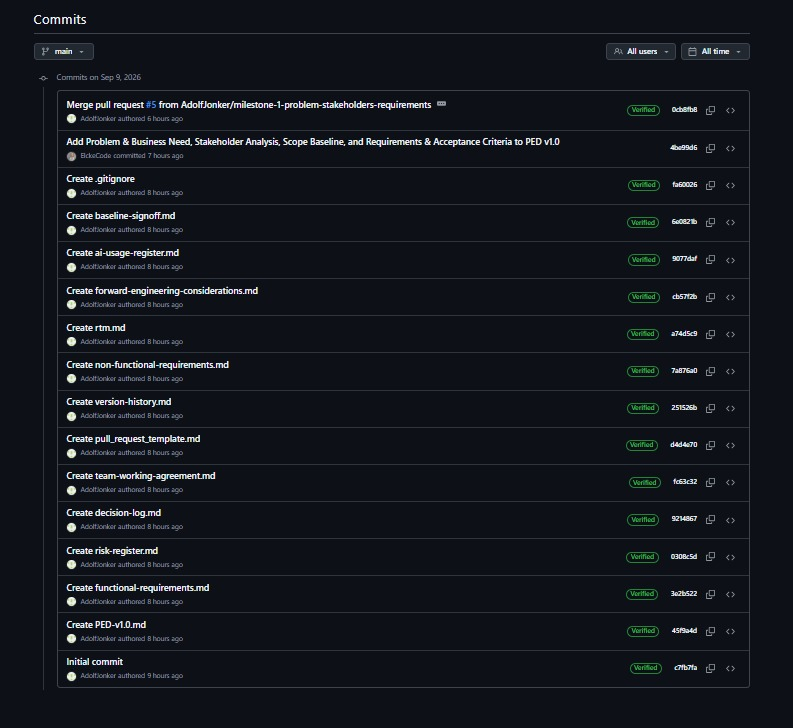 Commits
main
All users
All time
Commits on Sep 9, 2026
Merge pull request #5 from AdolfJonker/milestone-1-problem-stakeholders-requirements
AdolfJonker authored 6 hours ago
Verified
0cb8fb8
Add Problem & Business Need, Stakeholder Analysis, Scope Baseline, and Requirements & Acceptance Criteria to PED v1.0
committed 7 hours ago
4be99d6
Create .gitignore
AdolfJonker authored 8 hours ago
Verified
fa60026
Create baseline-signoff.md
AdolfJonker authored 8 hours ago
Verified
6e0821b
Create ai-usage-register.md
AdolfJonker authored 8 hours ago
Verified
9077daf
Create forward-engineering-considerations.md
AdolfJonker authored 8 hours ago
Verified
cb57f2b
Create rtm.md
AdolfJonker authored 8 hours ago
Verified
a74d5c9
Create non-functional-requirements.md
AdolfJonker authored 8 hours ago
Verified
7a876a0
Create version-history.md
AdolfJonker authored 8 hours ago
Verified
251526b
Create pull_request_template.md
AdolfJonker authored 8 hours ago
Verified
d4d4e70
Create team-working-agreement.md
AdolfJonker authored 8 hours ago
Verified
fc63c32
Create decision-log.md
AdolfJonker authored 8 hours ago
Verified
9214867
Create risk-register.md
AdolfJonker authored 8 hours ago
Verified
0308c5d
Create functional-requirements.md
AdolfJonker authored 8 hours ago
Verified
3e2b522
Create PED-v1.0.md
AdolfJonker authored 8 hours ago
Verified
45f9a4d
Initial commit
AdolfJonker authored 9 hours ago
Verified
c7fb7fa